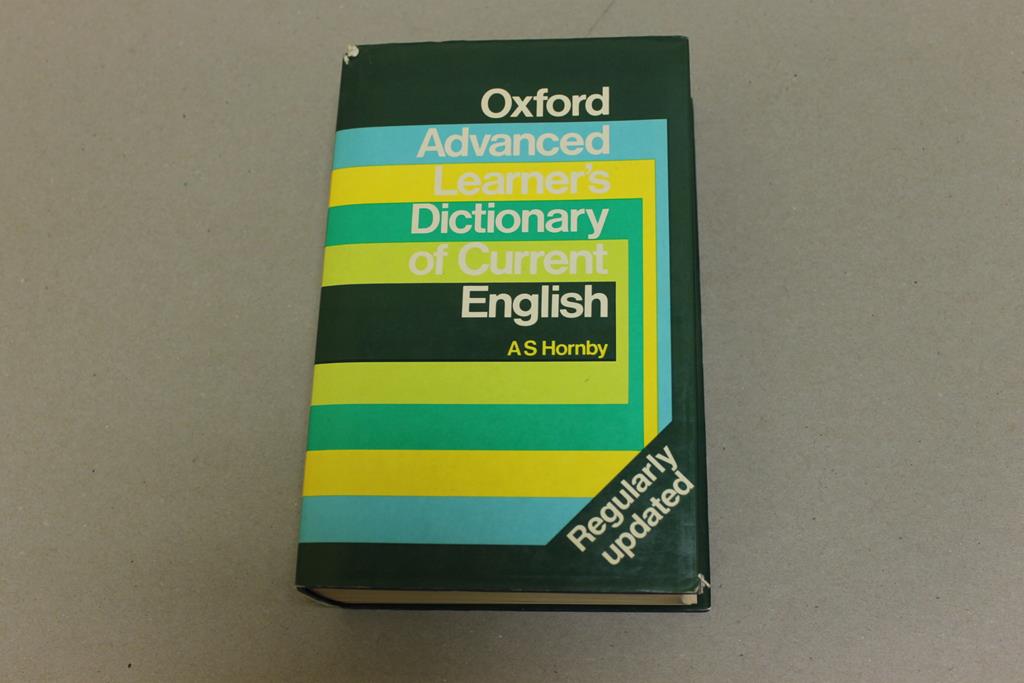 Oxford
Advanced
Learner's
Dictionary
of Current
English
A S Hornby
Regularly
updated